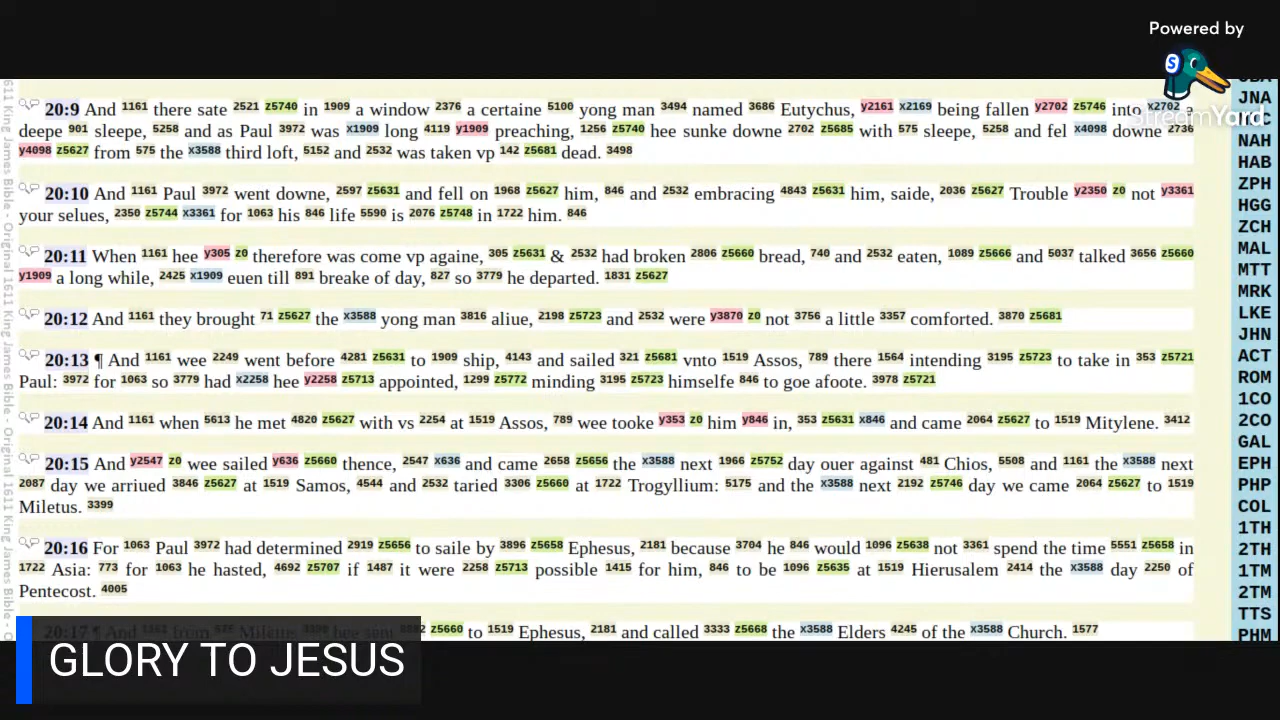 Powered by
StreamYard
20:9 And 1161 there sate 2521 z5740 in 1909 a window 2376 a certaine 5100 yong man 3494 named 3686 Eutychus, y2161 x2169 being fallen y2702 z5746 into x2702 a
deepe 901 sleepe, 5258 and as Paul 3972 was x1909 long 4119 y1909 preaching, 1256 z5740 hee sunke downe 2702 z5685 with 575 sleepe, 5258 and fel x4098 downe 2736
y4098 z5627 from 575 the x3588 third loft, 5152 and 2532 was taken vp 142 z5681 dead. 3498
20:10 And 1161 Paul 3972 went downe, 2597 z5631 and fell on 1968 z5627 him, 846 and 2532 embracing 4843 z5631 him, saide, 2036 z5627 Trouble y2350 z0 not y3361
your selues, 2350 z5744 x3361 for 1063 his 846 life 5590 is 2076 z5748 in 1722 him. 846
20:11 When 1161 hee y305 z0 therefore was come vp againe, 305 z5631 & 2532 had broken 2806 z5660 bread, 740 and 2532 eaten, 1089 z5666 and 5037 talked 3656 z5660
y1909 a long while, 2425 x1909 euen till 891 breake of day, 827 so 3779 he departed. 1831 z5627
20:12 And 1161 they brought 71 z5627 the x3588 yong man 3816 aliue, 2198 z5723 and 2532 were y3870 z0 not 3756 a little 3357 comforted. 3870 z5681
20:13 ¶ And 1161 wee 2249 went before 4281 z5631 to 1909 ship, 4143 and sailed 321 z5681 vnto 1519 Assos, 789 there 1564 intending 3195 z5723 to take in 353 z5721
Paul: 3972 for 1063 so 3779 had x2258 hee y2258 z5713 appointed, 1299 z5772 minding 3195 z5723 himselfe 846 to goe afoote. 3978 z5721
20:14 And 1161 when 5613 he met 4820 z5627 with vs 2254 at 1519 Assos, 789 wee tooke y353 z0 him y846 in, 353 z5631 x846 and came 2064 z5627 to 1519 Mitylene. 3412
20:15 And y2547 z0 wee sailed y636 z5660 thence, 2547 x636 and came 2658 z5656 the x3588 next 1966 z5752 day ouer against 481 Chios, 5508 and 1161 the x3588 next
2087 day we arriued 3846 z5627 at 1519 Samos, 4544 and 2532 taried 3306 z5660 at 1722 Trogyllium: 5175 and the x3588 next 2192 z5746 day we came 2064 z5627 to 1519
Miletus. 3399
20:16 For 1063 Paul 3972 had determined 2919 z5656 to saile by 3896 z5658 Ephesus, 2181 because 3704 he 846 would 1096 z5638 not 3361 spend the time 5551 z5658 in
1722 Asia: 773 for 1063 he hasted, 4692 z5707 if 1487 it were 2258 z5713 possible 1415 for him, 846 to be 1096 z5635 at 1519 Hierusalem 2414 the x3588 day 2250 of
Pentecost. 4005
20:17 ¶ And 1161 from 575 Miletus 3399 hee sent z5660 to 1519 Ephesus, 2181 and called 3333 z5668 the x3588 Elders 4245 of the x3588 Church. 1577
GLORY TO JESUS
JNA
NAH
HAB
ZPH
HGG
ZCH
MAL
MTT
MRK
LKE
JHN
ACT
ROM
1CO
2CO
GAL
EPH
PHP
COL
1TH
2TH
1TM
2TM
TTS
PHM
King James Bible - Original 1611 King James Bible